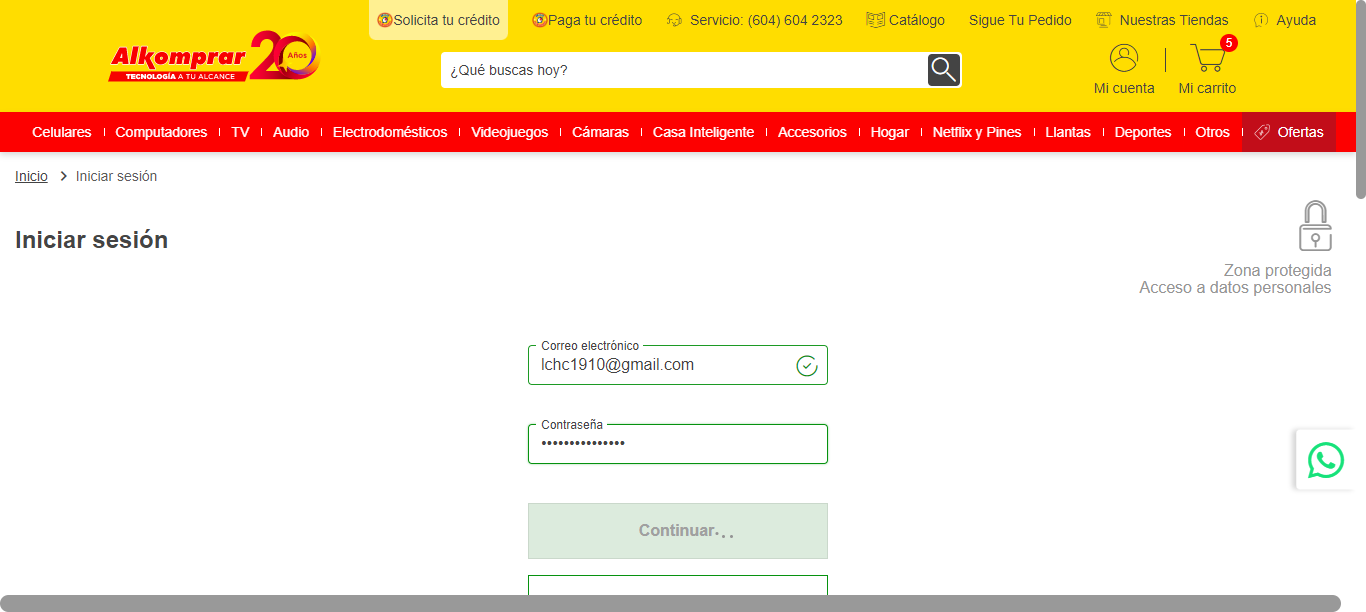 Solicita tu crédito
Paga tu crédito
Servicio: (604) 604 2323
Catálogo
Sigue Tu Pedido
Nuestras Tiendas
Ayuda
Alkomprar 20 Años
TECNOLOGÍA A TU ALCANCE
¿Qué buscas hoy?
Mi cuenta
5
Mi carrito
Celulares
Computadores
TV
Audio
Electrodomésticos
Videojuegos
Cámaras
Casa Inteligente
Accesorios
Hogar
Netflix y Pines
Llantas
Deportes
Otros
Ofertas
Inicio > Iniciar sesión
Iniciar sesión
Zona protegida
Acceso a datos personales
Correo electrónico
lchc1910@gmail.com
Contraseña
•••••••••••••••
Continuar...